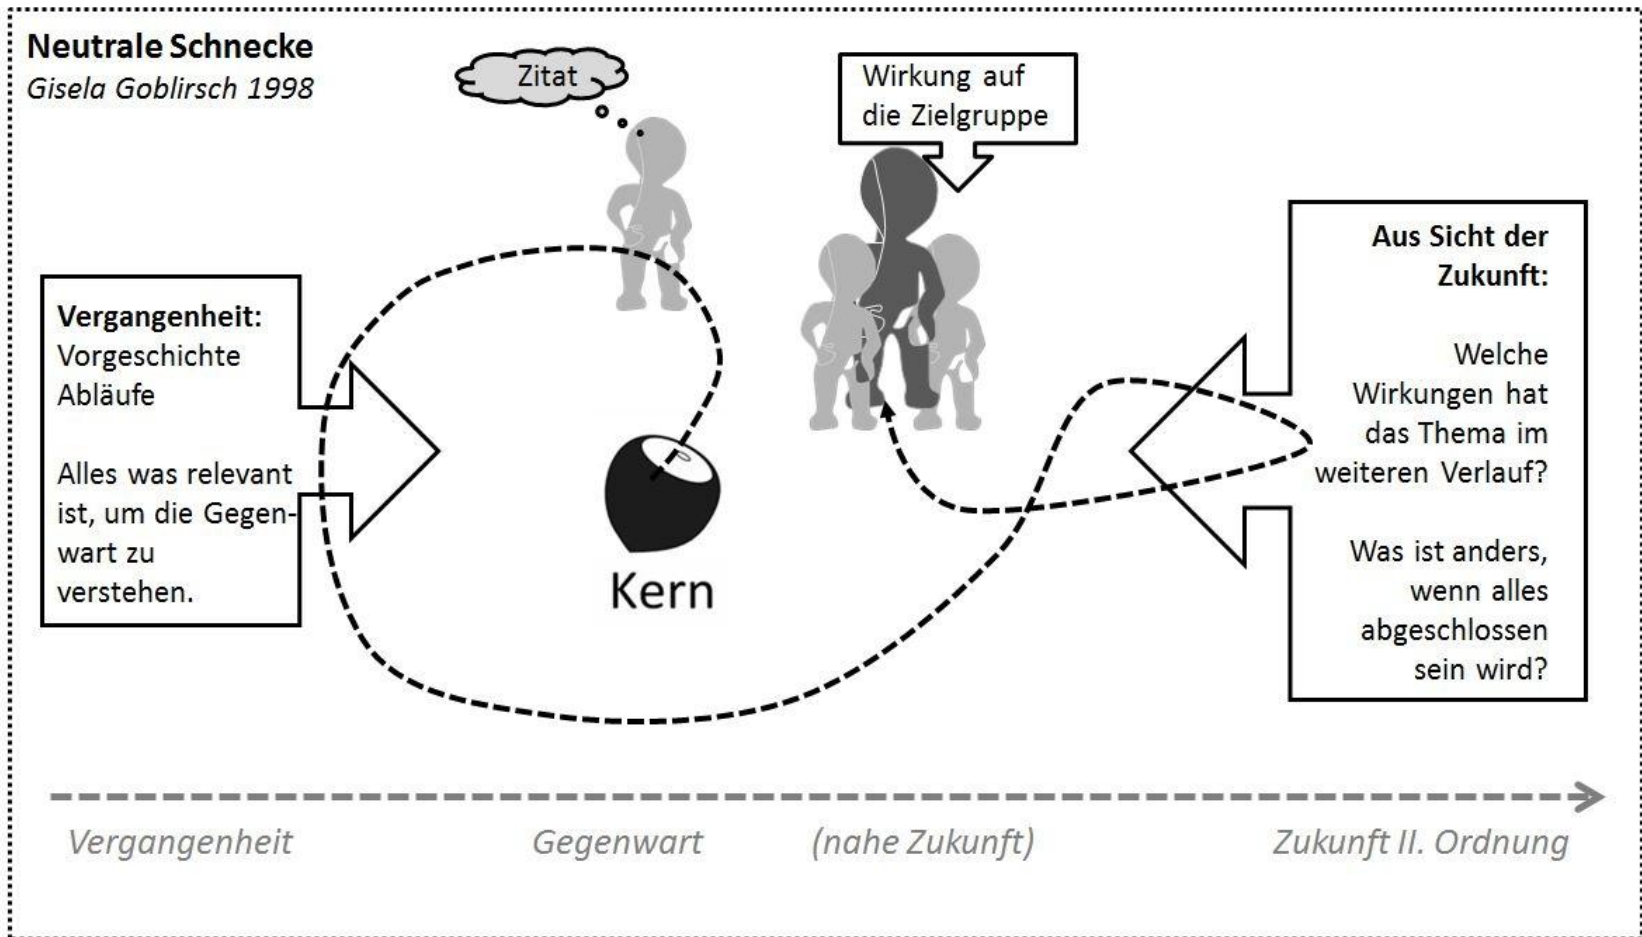 Neutrale Schnecke
Gisela Goblirsch 1998
Zitat
Wirkung auf
die Zielgruppe
Vergangenheit:
Vorgeschichte
Abläufe
Alles was relevant
ist, um die Gegen-
wart zu
verstehen.
Kern
Aus Sicht der
Zukunft:
Welche
Wirkungen hat
das Thema im
weiteren Verlauf?
Was ist anders,
wenn alles
abgeschlossen
sein wird?
Vergangenheit
Gegenwart
(nahe Zukunft)
Zukunft II. Ordnung